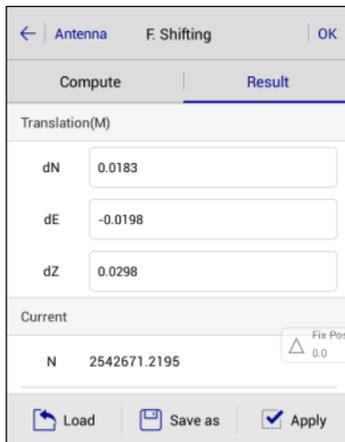 Antenna F. Shifting OK
Compute Result
Translation(M)
dN 0.0183
dE -0.0198
dZ 0.0298
Current
Fix Pos
0.0
N 2542671.2195
Load Save as Apply